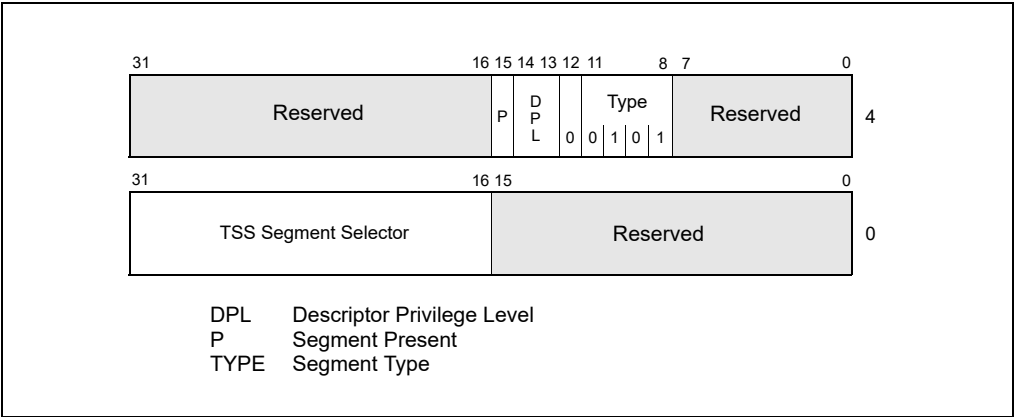 31 16 15 14 13 12 11 8 7 0
Reserved P DPL 0 Type 0 1 0 1 Reserved 4
31 16 15 0
TSS Segment Selector Reserved 0
DPL Descriptor Privilege Level
P Segment Present
TYPE Segment Type